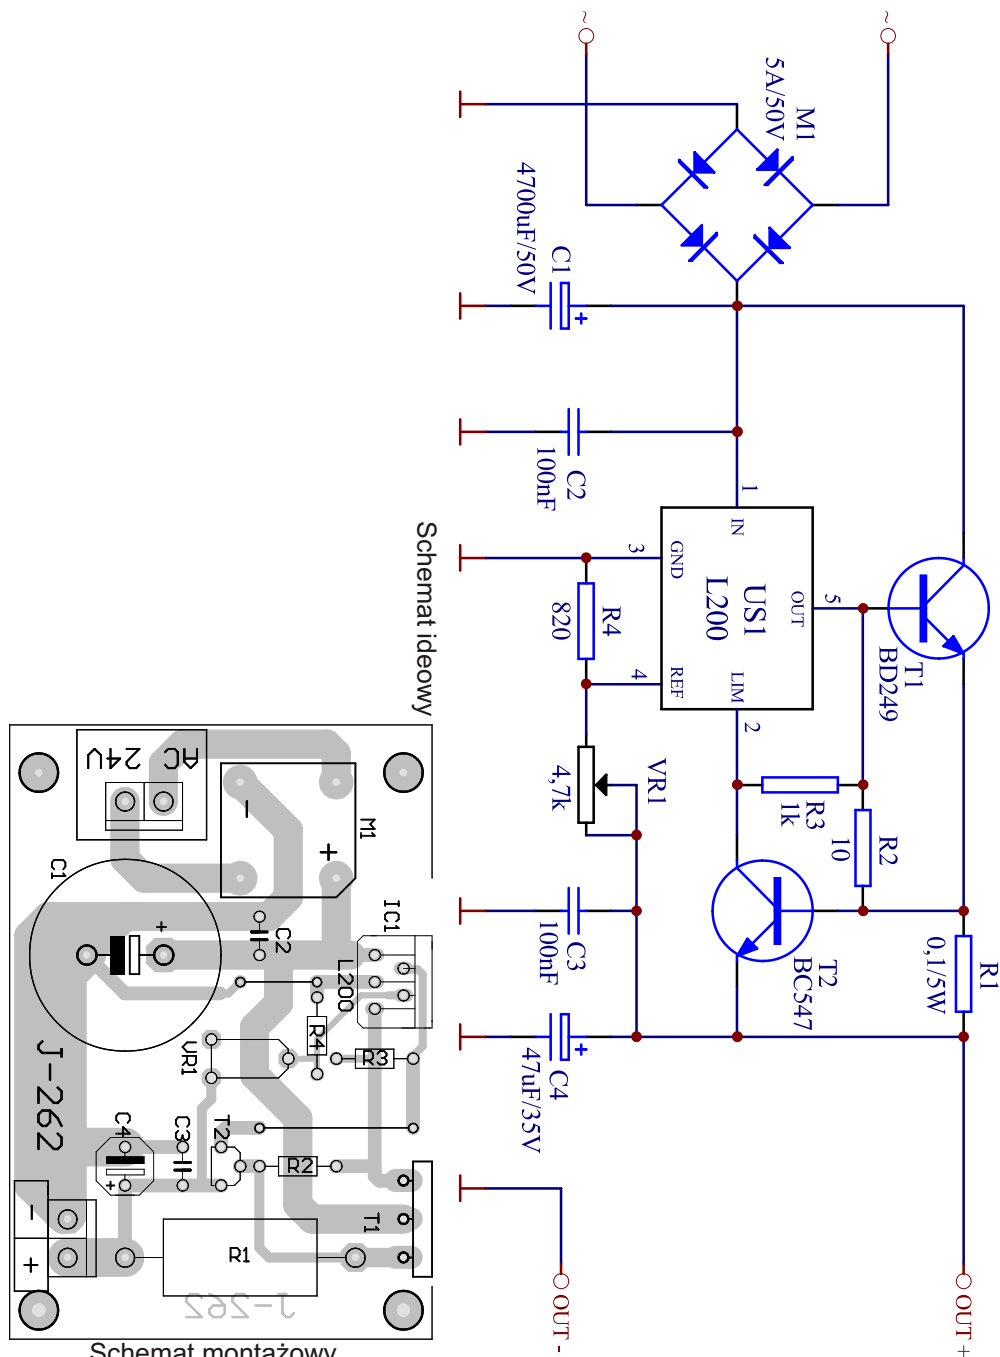 ~
~
M1
5A/50V
C1
4700uF/50V
C2
100nF
1
IN
3
GND
US1
L200
OUT
5
T1
BD249
R4
820
4
REF
LIM
2
VR1
4,7k
R3
1k
R2
10
T2
BC547
R1
0,1/5W
C3
100nF
+
C4
47uF/35V
+
OUT -
OUT +
Schemat ideowy
AC 24V
-
+
M1
C1
+
C2
IC1
L200
R4
R3
VR1
J-262
C4
+
C3
T2
R2
T1
R1
-
+
J-262
Schemat montażowy